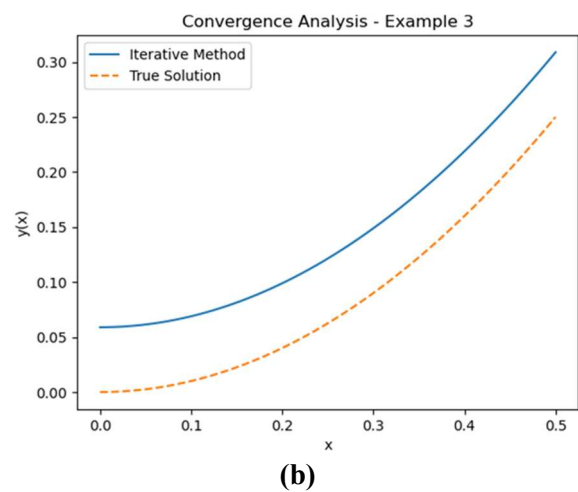 Convergence Analysis - Example 3
Iterative Method
True Solution
y(x)
0.30
0.25
0.20
0.15
0.10
0.05
0.00
0.0 0.1 0.2 0.3 0.4 0.5
x
(b)